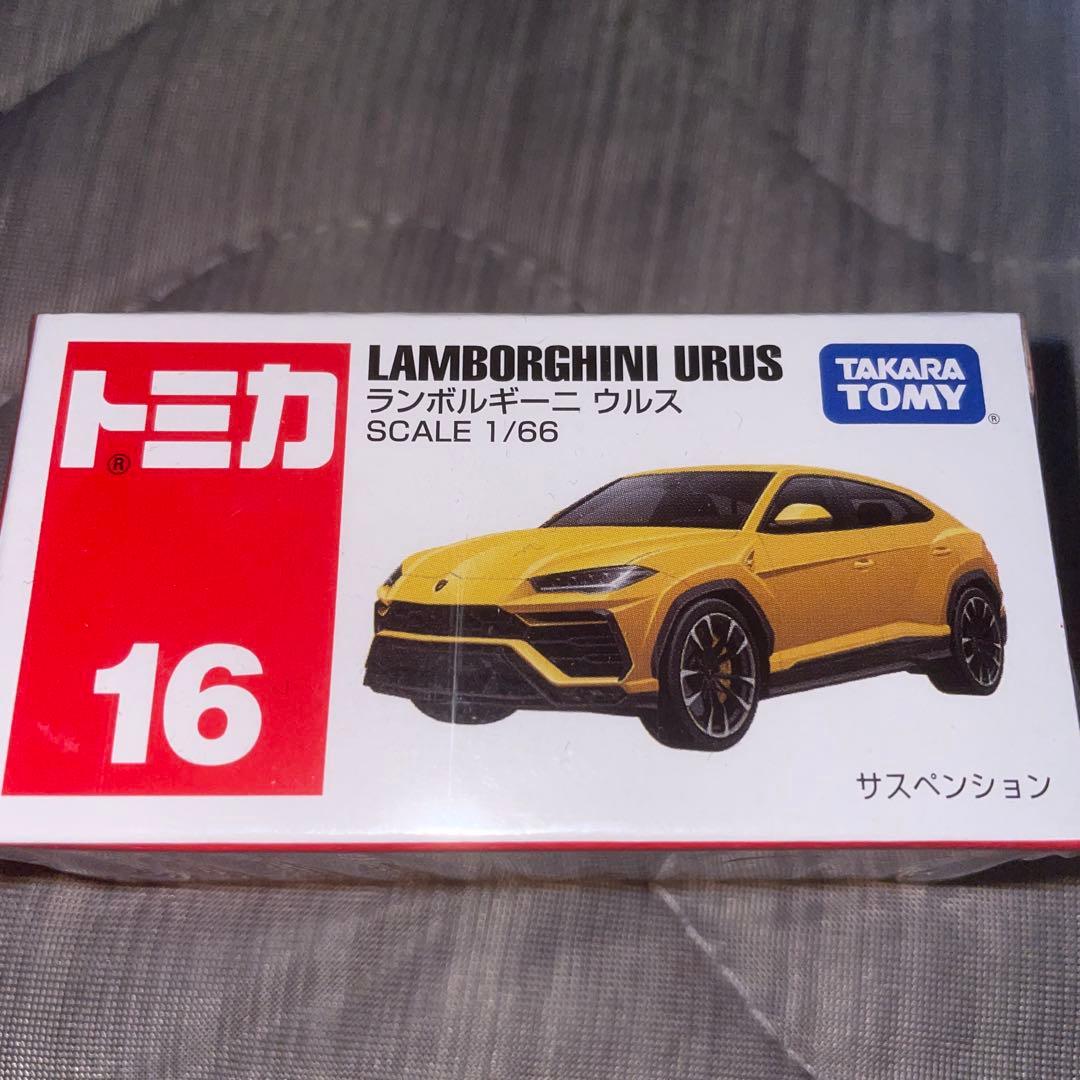 トミカ
®
16
LAMBORGHINI URUS
ランボルギーニ ウルス
SCALE 1/66
TAKARA
TOMY
®
サスペンション